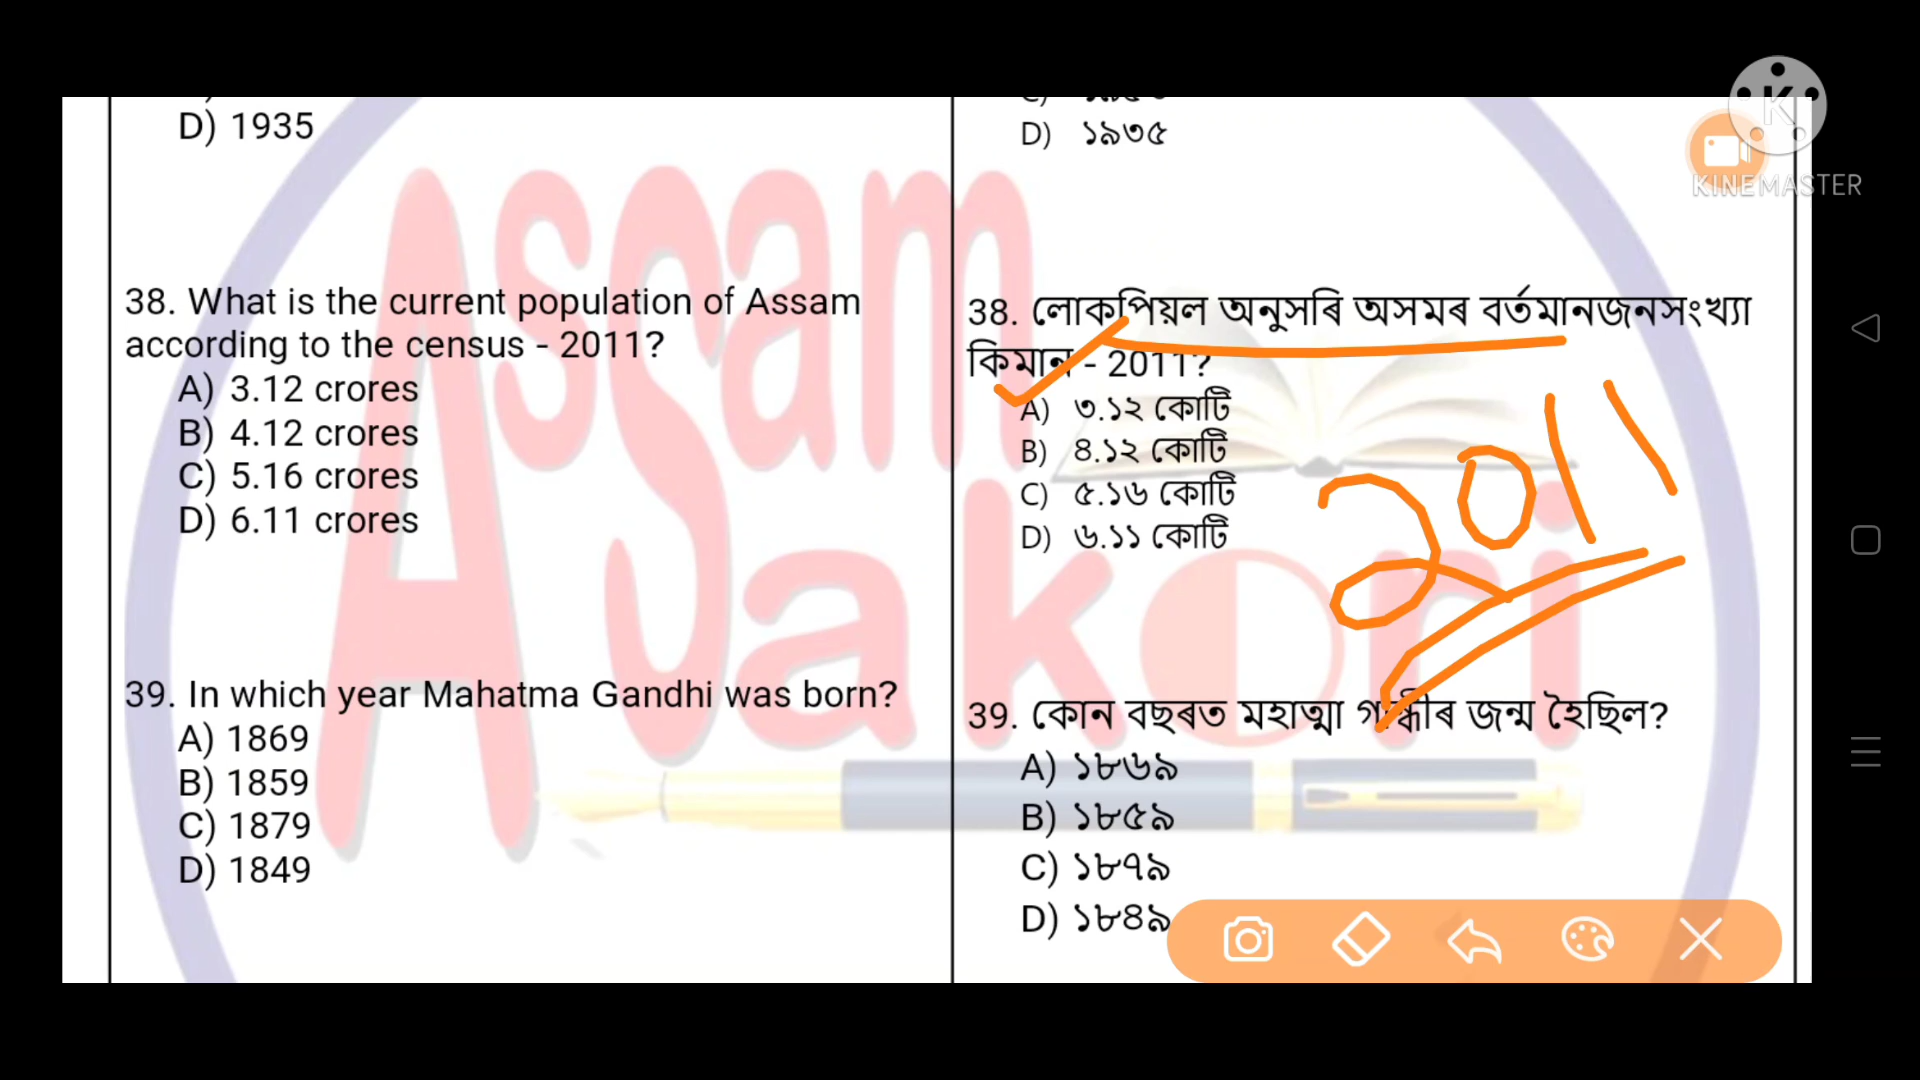 D) 1935
38. What is the current population of Assam
according to the census - 2011?
A) 3.12 crores
B) 4.12 crores
C) 5.16 crores
D) 6.11 crores
39. In which year Mahatma Gandhi was born?
A) 1869
B) 1859
C) 1879
D) 1849
D) ১৯৩৫
38. লোকপিয়ল অনুসৰি অসমৰ বৰ্তমানজনসংখ্যা
কিমান - 2011?
A) ৩.১২ কোটি
B) ৪.১২ কোটি
C) ৫.১৬ কোটি
D) ৬.১১ কোটি
2011
39. কোন বছৰত মহাত্মা গান্ধীৰ জন্ম হৈছিল?
A) ১৮৬৯
B) ১৮৫৯
C) ১৮৭৯
D) ১৮৪৯
Assam
Sakori
K
KINEMASTER